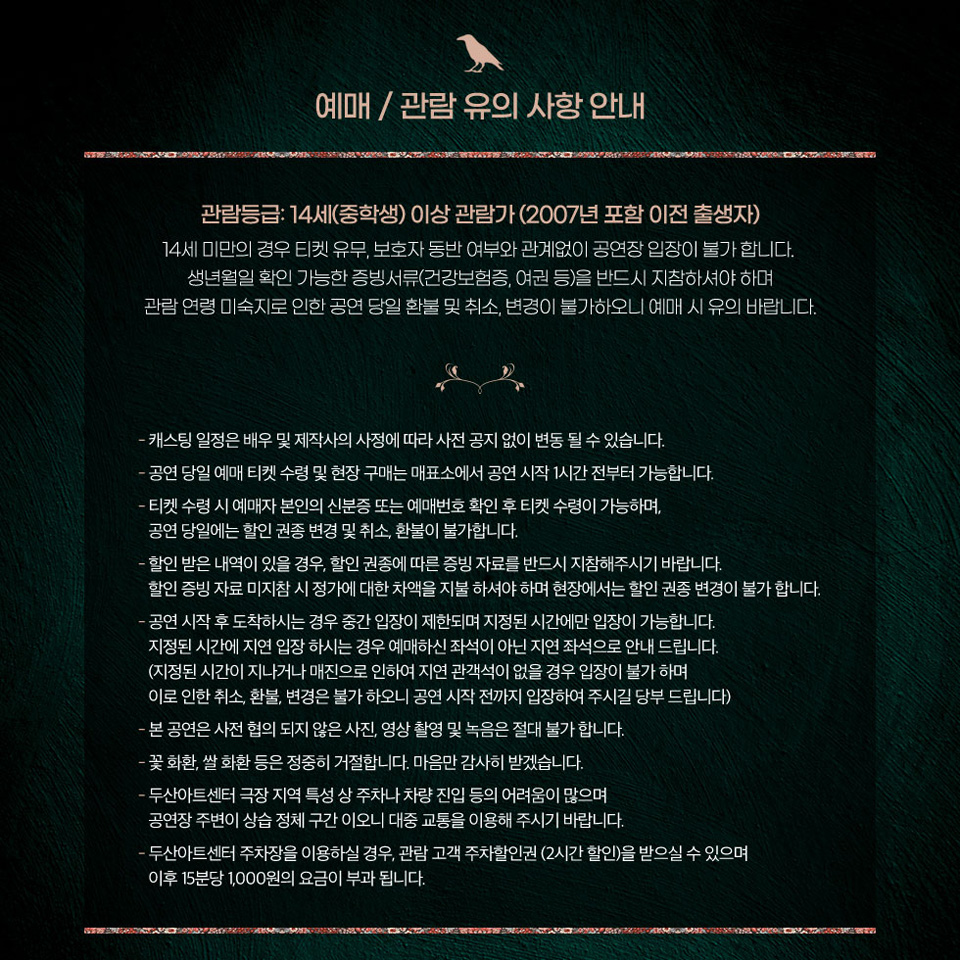 예매 / 관람 유의 사항 안내
관람등급: 14세(중학생) 이상 관람가 (2007년 포함 이전 출생자)
14세 미만의 경우 티켓 유무, 보호자 동반 여부와 관계없이 공연장 입장이 불가 합니다.
생년월일 확인 가능한 증빙서류(건강보험증, 여권 등)을 반드시 지참하셔야 하며
관람 연령 미숙지로 인한 공연 당일 환불 및 취소, 변경이 불가하오니 예매 시 유의 바랍니다.
- 캐스팅 일정은 배우 및 제작사의 사정에 따라 사전 공지 없이 변동 될 수 있습니다.
- 공연 당일 예매 티켓 수령 및 현장 구매는 매표소에서 공연 시작 1시간 전부터 가능합니다.
- 티켓 수령 시 예매자 본인의 신분증 또는 예매번호 확인 후 티켓 수령이 가능하며,
공연 당일에는 할인 권종 변경 및 취소, 환불이 불가합니다.
- 할인 받은 내역이 있을 경우, 할인 권종에 따른 증빙 자료를 반드시 지참해주시기 바랍니다.
할인 증빙 자료 미지참 시 정가에 대한 차액을 지불 하셔야 하며 현장에서는 할인 권종 변경이 불가 합니다.
- 공연 시작 후 도착하시는 경우 중간 입장이 제한되며 지정된 시간에만 입장이 가능합니다.
지정된 시간에 지연 입장 하시는 경우 예매하신 좌석이 아닌 지연 좌석으로 안내 드립니다.
(지정된 시간이 지나거나 매진으로 인하여 지연 관객석이 없을 경우 입장이 불가 하며
이로 인한 취소, 환불, 변경은 불가 하오니 공연 시작 전까지 입장하여 주시길 당부 드립니다)
- 본 공연은 사전 협의 되지 않은 사진, 영상 촬영 및 녹음은 절대 불가 합니다.
- 꽃 화환, 쌀 화환 등은 정중히 거절합니다. 마음만 감사히 받겠습니다.
- 두산아트센터 극장 지역 특성 상 주차나 차량 진입 등의 어려움이 많으며
공연장 주변이 상습 정체 구간 이오니 대중 교통을 이용해 주시기 바랍니다.
- 두산아트센터 주차장을 이용하실 경우, 관람 고객 주차할인권 (2시간 할인)을 받으실 수 있으며
이후 15분당 1,000원의 요금이 부과 됩니다.